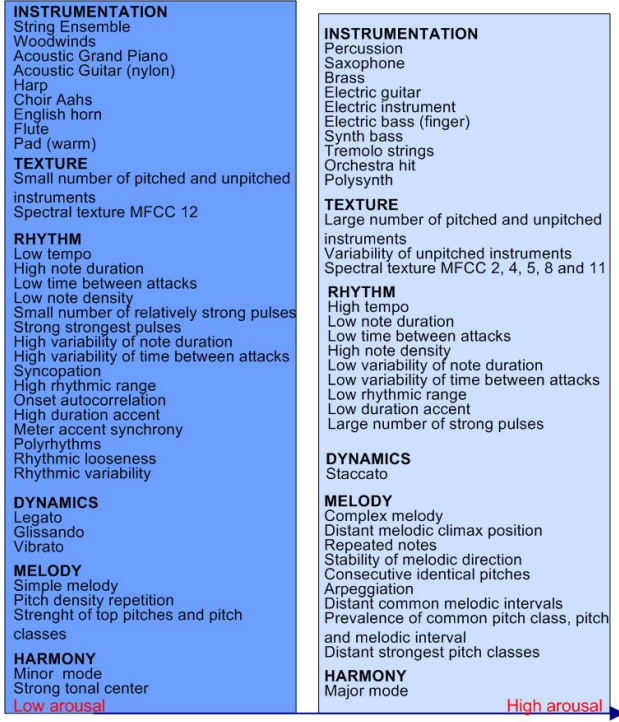 INSTRUMENTATION
String Ensemble
Woodwinds
Acoustic Grand Piano
Acoustic Guitar (nylon)
Harp
Choir Aahs
English horn
Flute
Pad (warm)
TEXTURE
Small number of pitched and unpitched
instruments
Spectral texture MFCC 12
RHYTHM
Low tempo
High note duration
Low time between attacks
Low note density
Small number of relatively strong pulses
Strong strongest pulses
High variability of note duration
High variability of time between attacks
Syncopation
High rhythmic range
Onset autocorrelation
High duration accent
Meter accent synchrony
Polyrhythms
Rhythmic looseness
Rhythmic variability
DYNAMICS
Legato
Glissando
Vibrato
MELODY
Simple melody
Pitch density repetition
Strenght of top pitches and pitch
classes
HARMONY
Minor mode
Strong tonal center
Low arousal
INSTRUMENTATION
Percussion
Saxophone
Brass
Electric guitar
Electric instrument
Electric bass (finger)
Synth bass
Tremolo strings
Orchestra hit
Polysynth
TEXTURE
Large number of pitched and unpitched
instruments
Variability of unpitched instruments
Spectral texture MFCC 2, 4, 5, 8 and 11
RHYTHM
High tempo
Low note duration
Low time between attacks
High note density
Low variability of note duration
Low variability of time between attacks
Low rhythmic range
Low duration accent
Large number of strong pulses
DYNAMICS
Staccato
MELODY
Complex melody
Distant melodic climax position
Repeated notes
Stability of melodic direction
Consecutive identical pitches
Arpeggiation
Distant common melodic intervals
Prevalence of common pitch class, pitch
and melodic interval
Distant strongest pitch classes
HARMONY
Major mode
High arousal